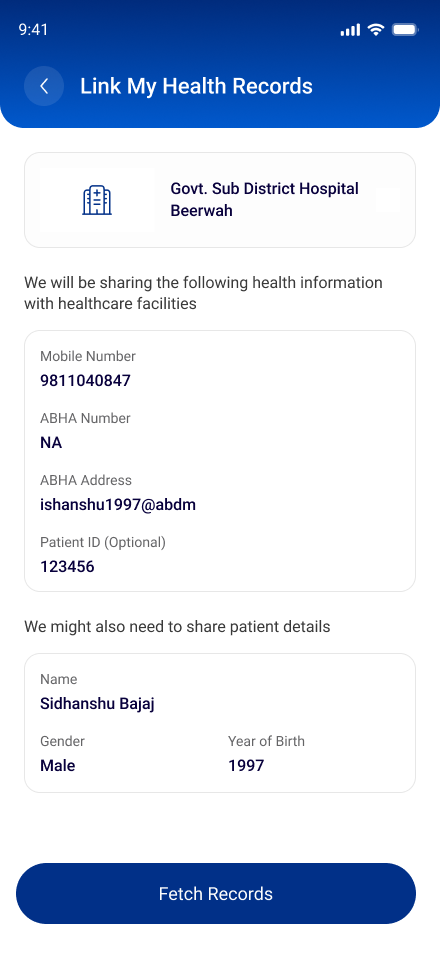 9:41
Link My Health Records
Govt. Sub District Hospital
Beerwah
We will be sharing the following health information
with healthcare facilities
Mobile Number
9811040847
ABHA Number
NA
ABHA Address
ishanshu1997@abdm
Patient ID (Optional)
123456
We might also need to share patient details
Name
Sidhanshu Bajaj
Gender Year of Birth
Male 1997
Fetch Records